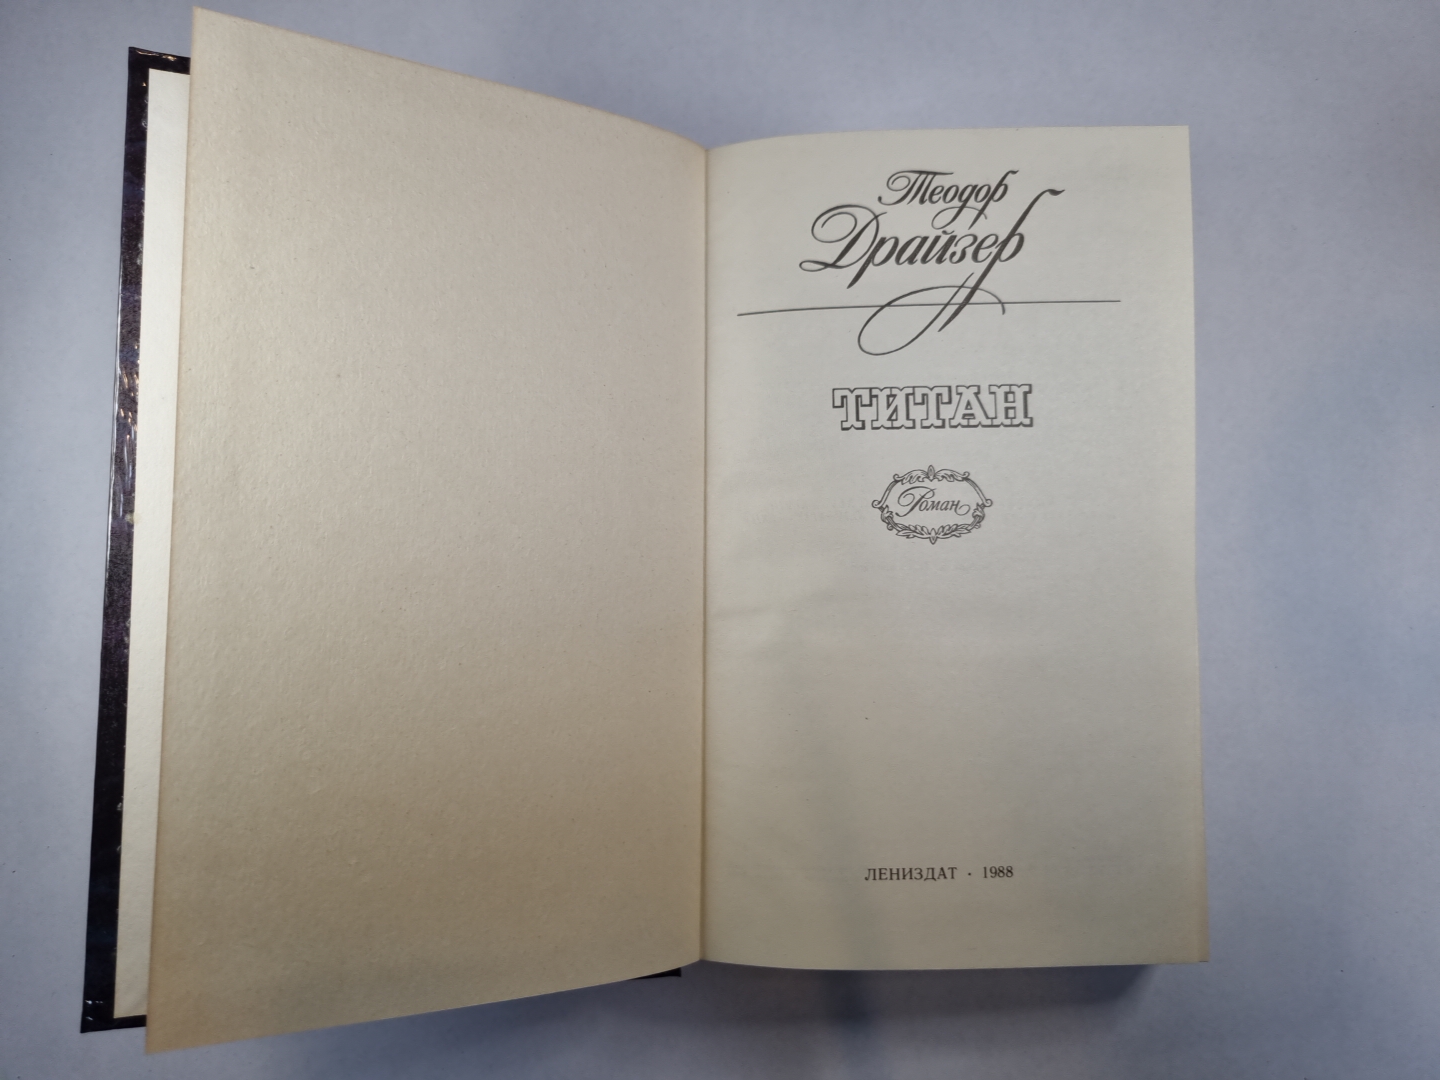 Теодор
Драйзер
ТИТАН
Роман
ЛЕНИЗДАТ · 1988